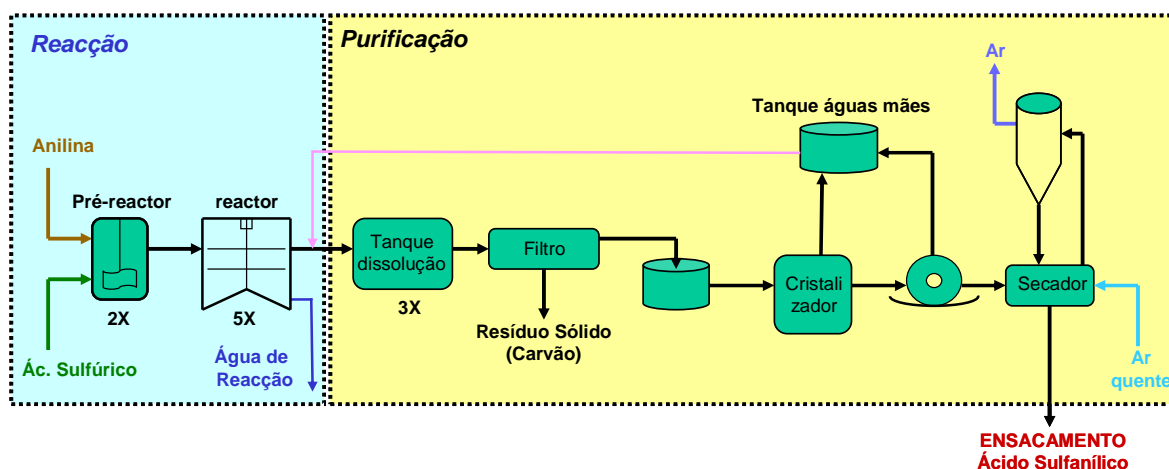 Reacção
Purificação
Ar
Tanque águas mães
Anilina
Pré-reactor
reactor
Tanque
dissolução
Filtro
Cristali
zador
Secador
2X
5X
3X
Resíduo Sólido
(Carvão)
Água de
Reacção
Ác. Sulfúrico
Ar
quente
ENSACAMENTO
Ácido Sulfanílico